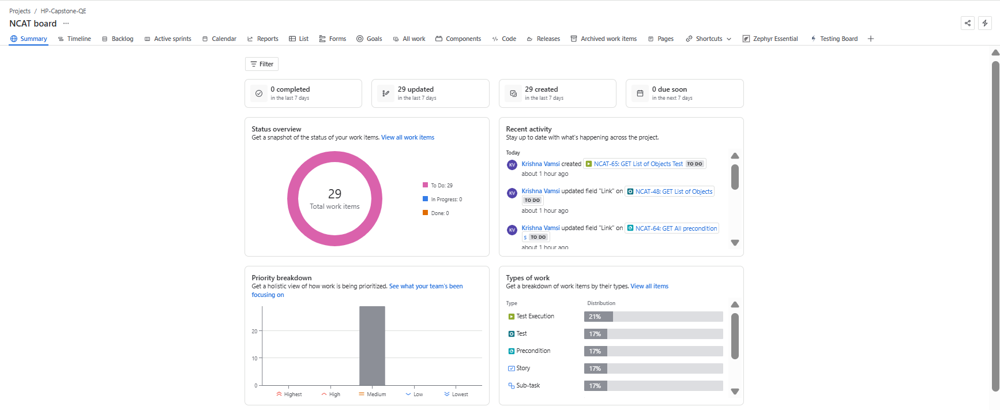 Projects / HP-Capstone-QE
NCAT board ...
Summary Timeline Backlog Active sprints Calendar Reports List Forms Goals All work Components Code Releases Archived work items Pages Shortcuts Zephyr Essential Testing Board
Filter
0 completed
in the last 7 days
29 updated
in the last 7 days
29 created
in the last 7 days
0 due soon
in the next 7 days
Status overview
Get a snapshot of the status of your work items. View all work items
29
Total work items
To Do: 29
In Progress: 0
Done: 0
Recent activity
Stay up to date with what's happening across the project.
Today
KV Krishna Vamsi created NCAT-65: GET List of Objects Test TO DO
about 1 hour ago
KV Krishna Vamsi updated field "Link" on NCAT-48: GET List of Objects
TO DO
about 1 hour ago
KV Krishna Vamsi updated field "Link" on NCAT-64: GET All precondition
s TO DO
about 1 hour ago
Priority breakdown
Get a holistic view of how work is being prioritized. See what your team's been
focusing on
20
10
0
Highest High Medium Low Lowest
Types of work
Get a breakdown of work items by their types. View all items
Type Distribution
Test Execution 21%
Test 17%
Precondition 17%
Story 17%
Sub-task 17%